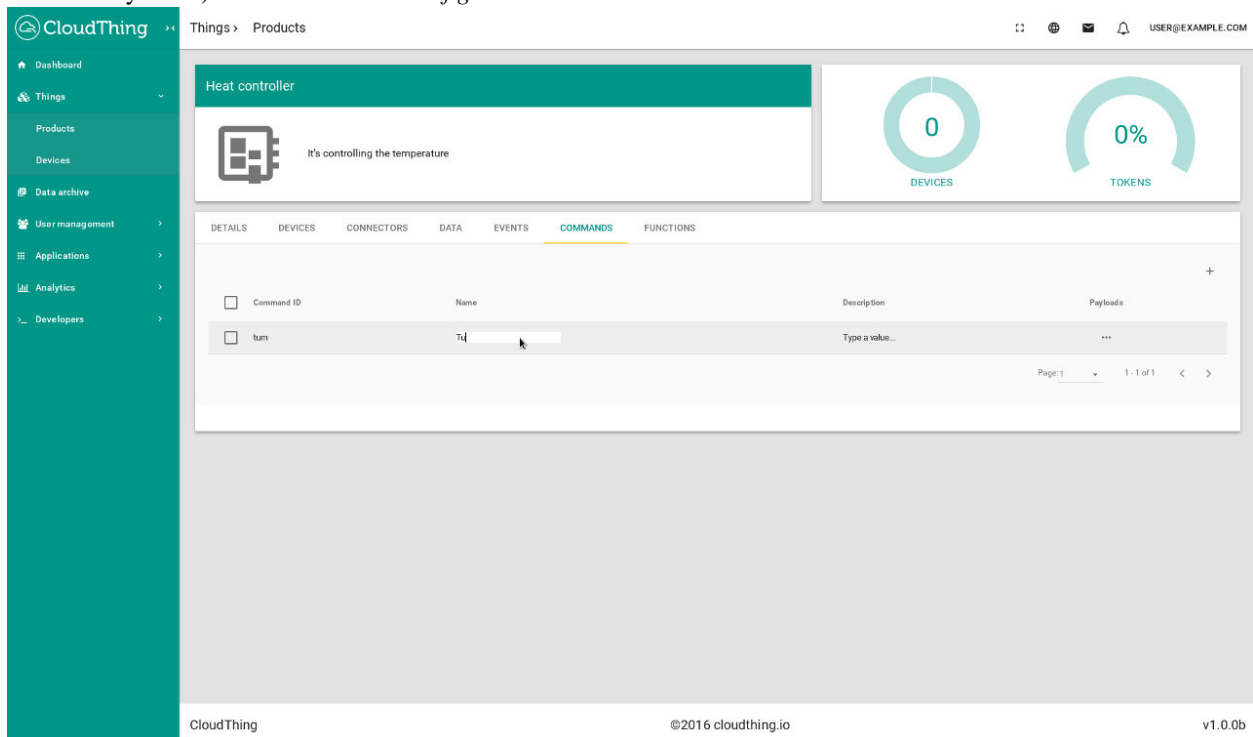 CloudThing
Things › Products
USER@EXAMPLE.COM
Dashboard
Things
Products
Devices
Data archive
User management
Applications
Analytics
Developers
Heat controller
It's controlling the temperature
0
DEVICES
0%
TOKENS
DETAILS DEVICES CONNECTORS DATA EVENTS COMMANDS FUNCTIONS
+
Command ID Name Description Payloads
turn Tu Type a value... ...
Page: 1 1 - 1 of 1
CloudThing ©2016 cloudthing.io v1.0.0b